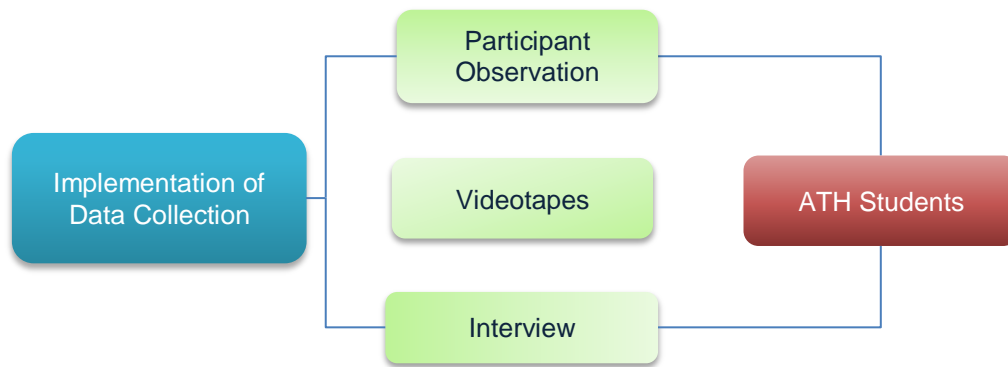 Participant
Observation
Implementation of
Data Collection
Videotapes
ATH Students
Interview